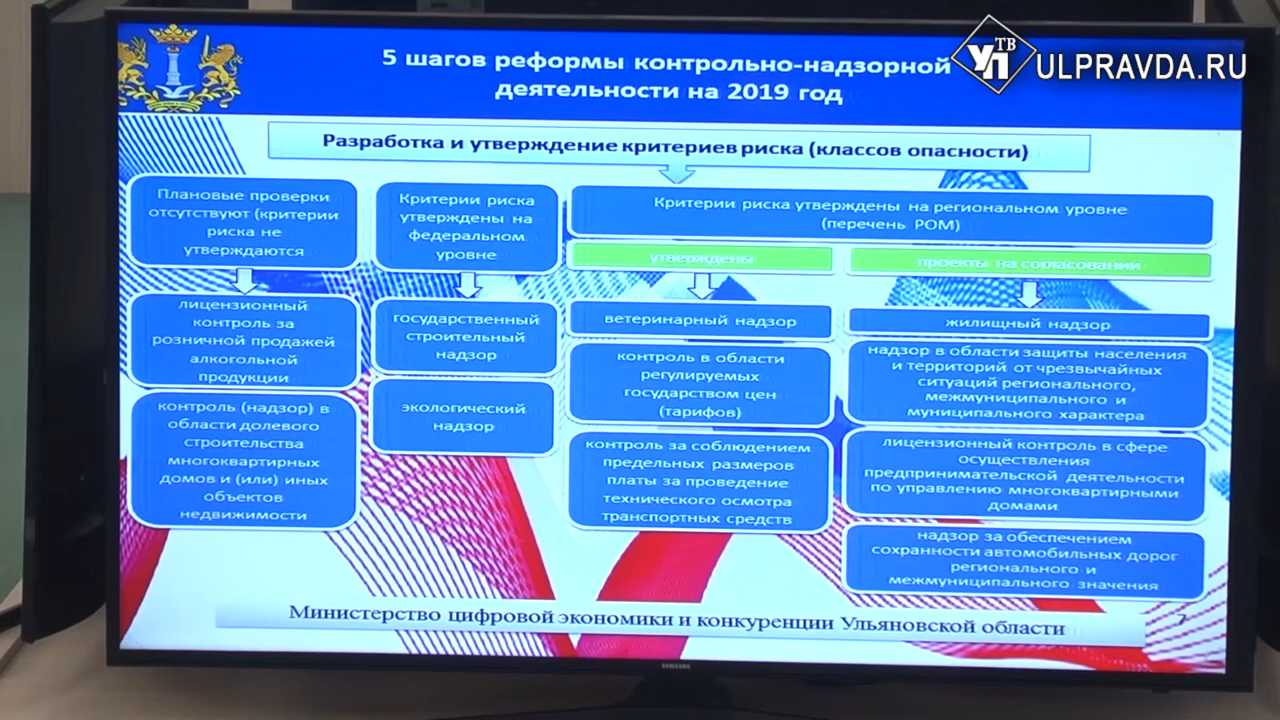 5 шагов реформы контрольно-надзорной
деятельности на 2019 год
УП ТВ
ULPRAVDA.RU
Разработка и утверждение критериев риска (классов опасности)
Плановые проверки
отсутствуют (критерии
риска не
утверждаются
лицензионный
контроль за
розничной продажей
алкогольной
продукции
контроль (надзор) в
области долевого
строительства
многоквартирных
домов и (или) иных
объектов
недвижимости
Критерии риска
утверждены на
федеральном
уровне
государственный
строительный
надзор
экологический
надзор
Критерии риска утверждены на региональном уровне
(перечень РОМ)
утверждены
ветеринарный надзор
контроль в области
регулируемых
государством цен
(тарифов)
контроль за соблюдением
предельных размеров
платы за проведение
технического осмотра
транспортных средств
проекты на согласовании
жилищный надзор
надзор в области защиты населения
и территорий от чрезвычайных
ситуаций регионального,
межмуниципального и
муниципального характера
лицензионный контроль в сфере
осуществления
предпринимательской деятельности
по управлению многоквартирными
домами
надзор за обеспечением
сохранности автомобильных дорог
регионального и
межмуниципального значения
Министерство цифровой экономики и конкуренции Ульяновской области
7
SAMSUNG